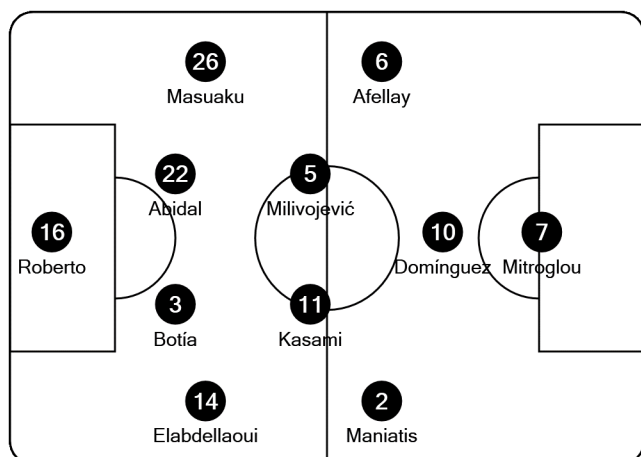 26
Masuaku
6
Afellay
22
Abidal
5
Milivojević
16
Roberto
10
Domínguez
7
Mitroglou
3
Botía
11
Kasami
14
Elabdellaoui
2
Maniatis